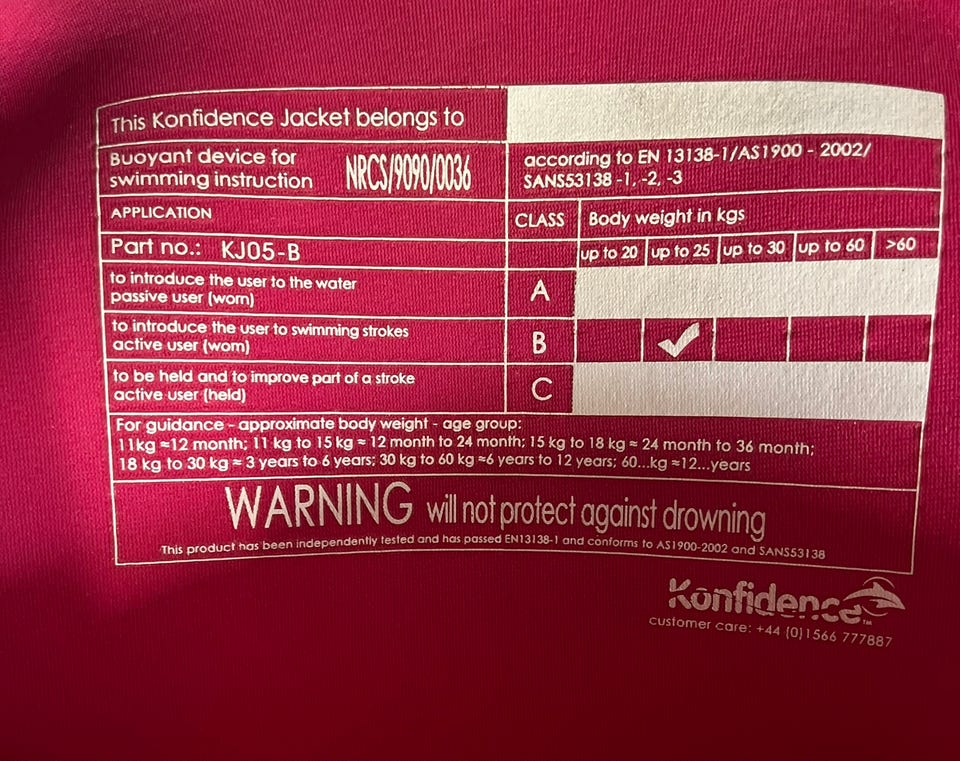 This Konfidence Jacket belongs to
Buoyant device for
swimming instruction NRCS/9090/0036
according to EN 13138-1/AS1900 - 2002/
SANS53138 -1, -2, -3
APPLICATION CLASS Body weight in kgs
Part no.: KJ05-B up to 20 up to 25 up to 30 up to 60 >60
to introduce the user to the water
passive user (worn) A
to introduce the user to swimming strokes
active user (worn) B ✓
to be held and to improve part of a stroke
active user (held) C
For guidance - approximate body weight - age group:
11kg ≈12 month; 11 kg to 15 kg ≈ 12 month to 24 month; 15 kg to 18 kg ≈ 24 month to 36 month;
18 kg to 30 kg ≈ 3 years to 6 years; 30 kg to 60 kg ≈6 years to 12 years; 60...kg ≈12...years
WARNING will not protect against drowning
This product has been independently tested and has passed EN13138-1 and conforms to AS1900-2002 and SANS53138
Konfidence™
customer care: +44 (0)1566 777887